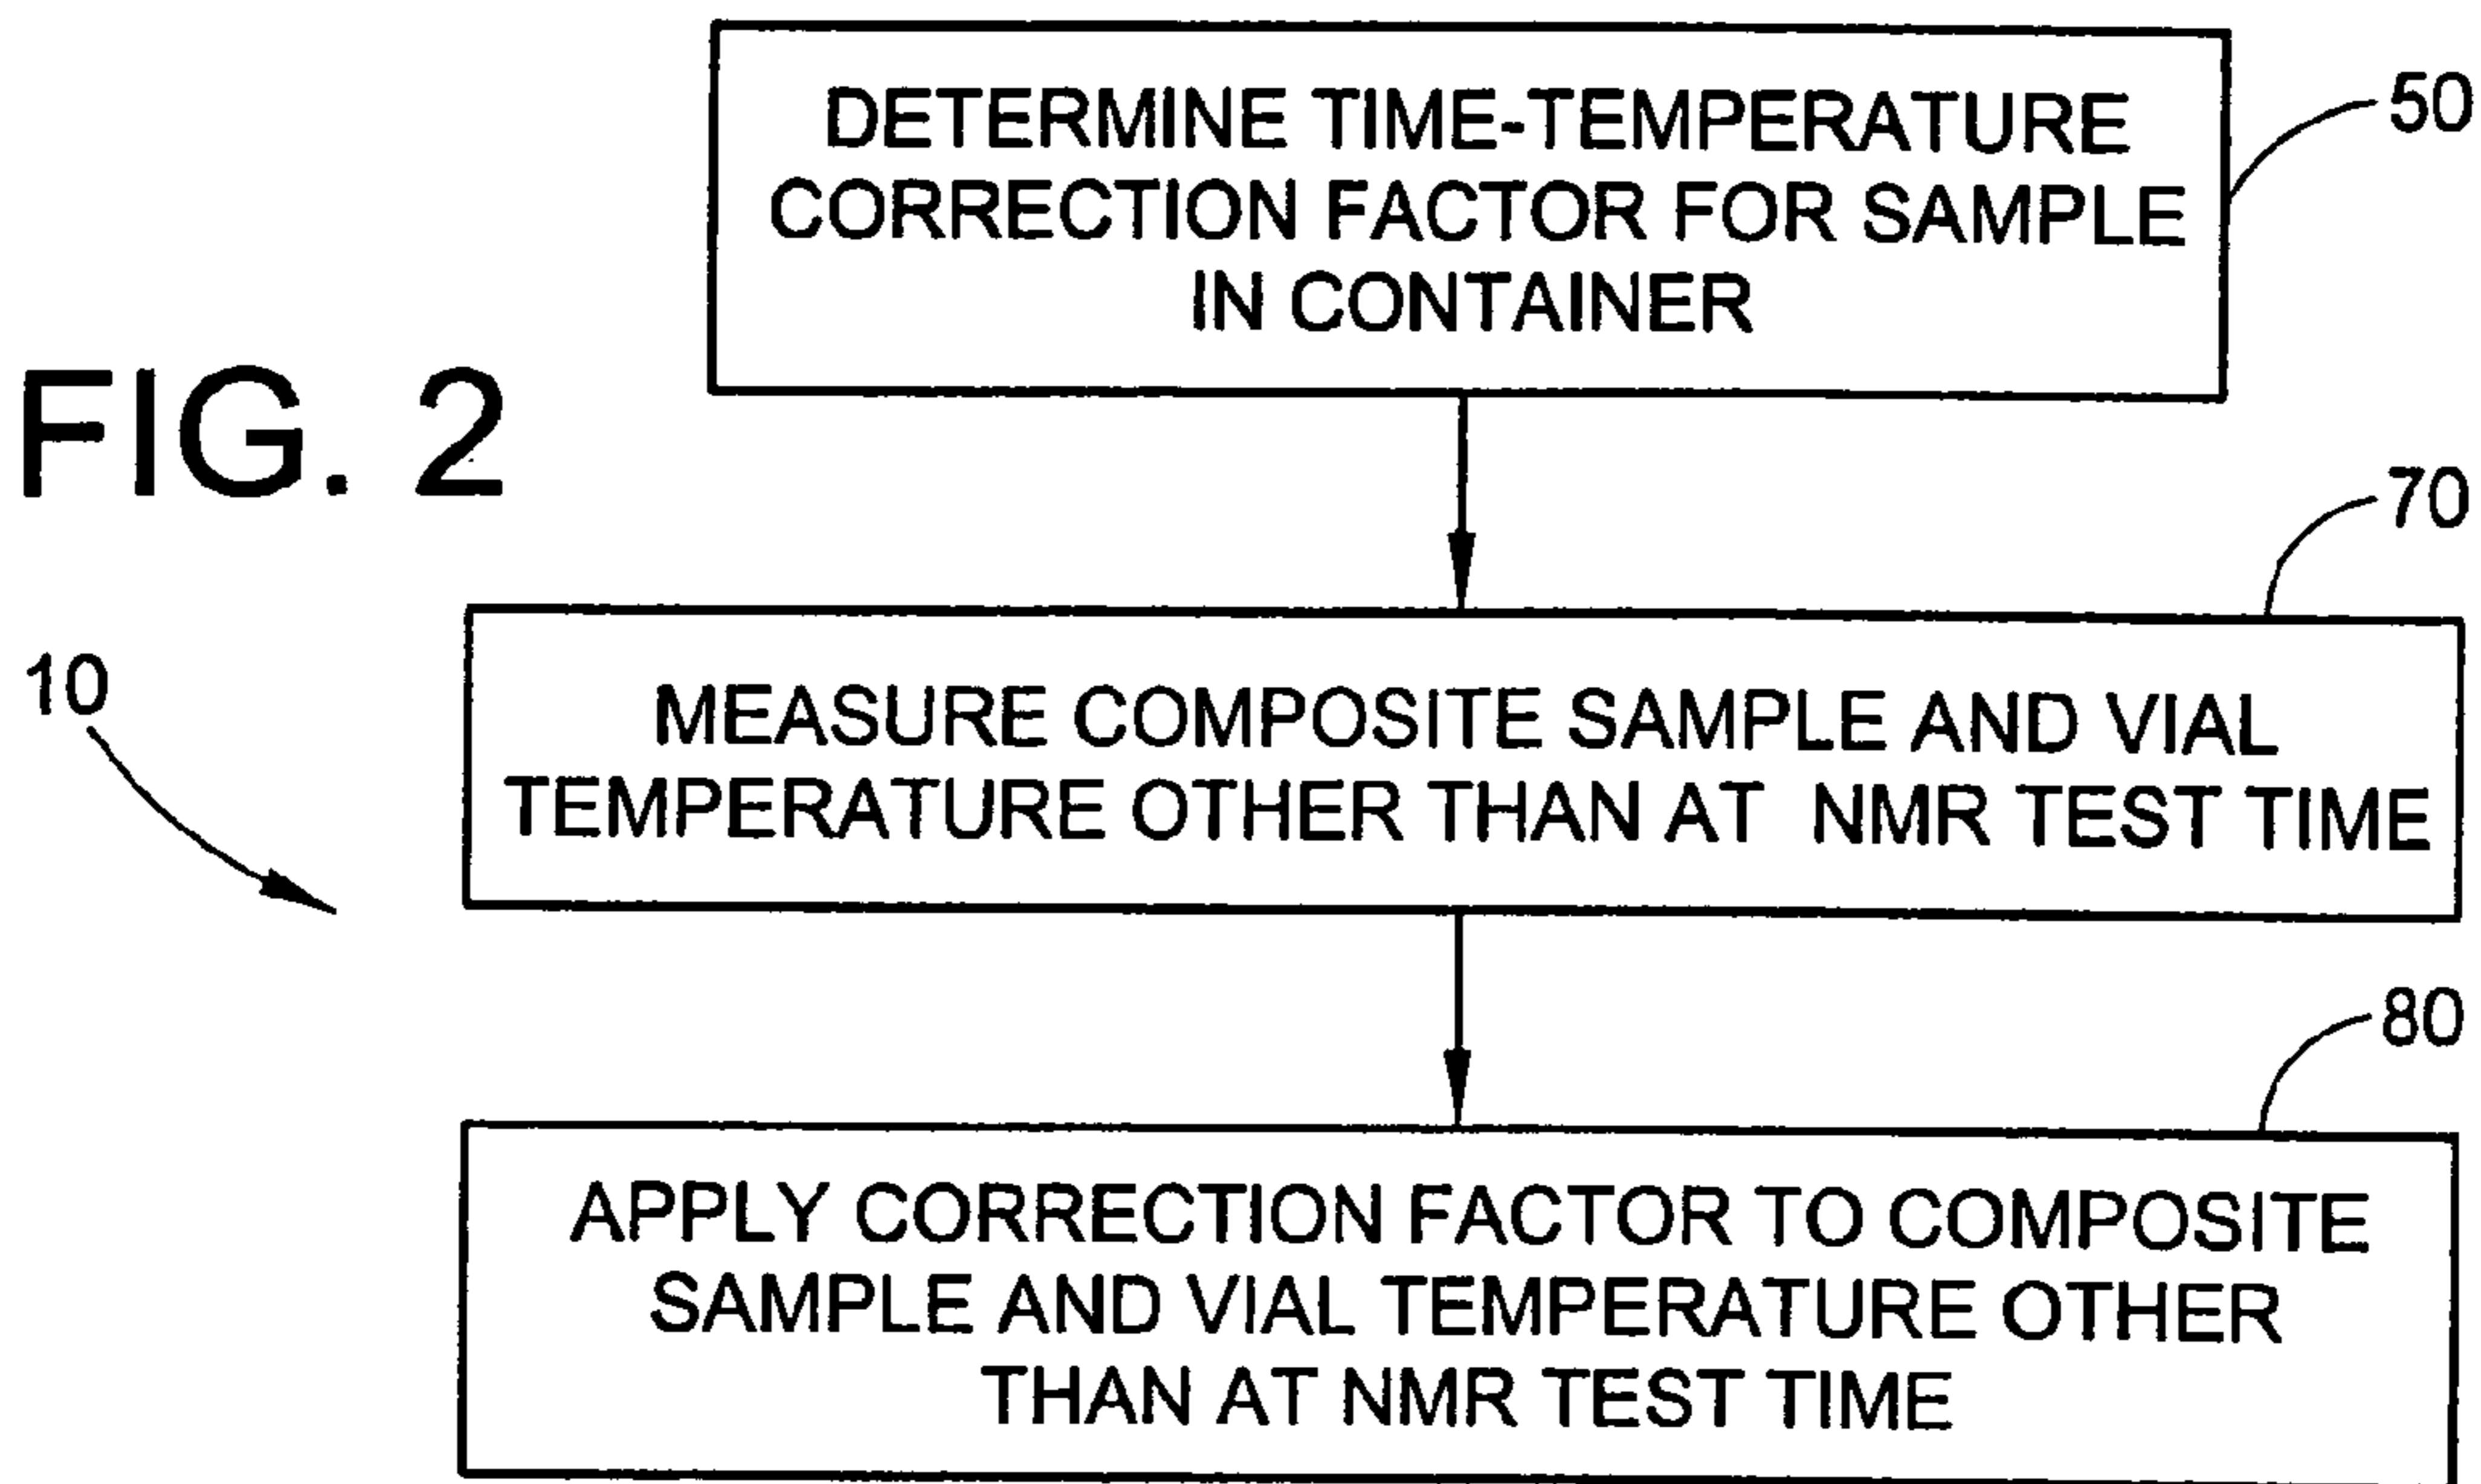 DETERMINE TIME-TEMPERATURE
CORRECTION FACTOR FOR SAMPLE
IN CONTAINER
50
FIG. 2
70
10
MEASURE COMPOSITE SAMPLE AND VIAL
TEMPERATURE OTHER THAN AT NMR TEST TIME
80
APPLY CORRECTION FACTOR TO COMPOSITE
SAMPLE AND VIAL TEMPERATURE OTHER
THAN AT NMR TEST TIME